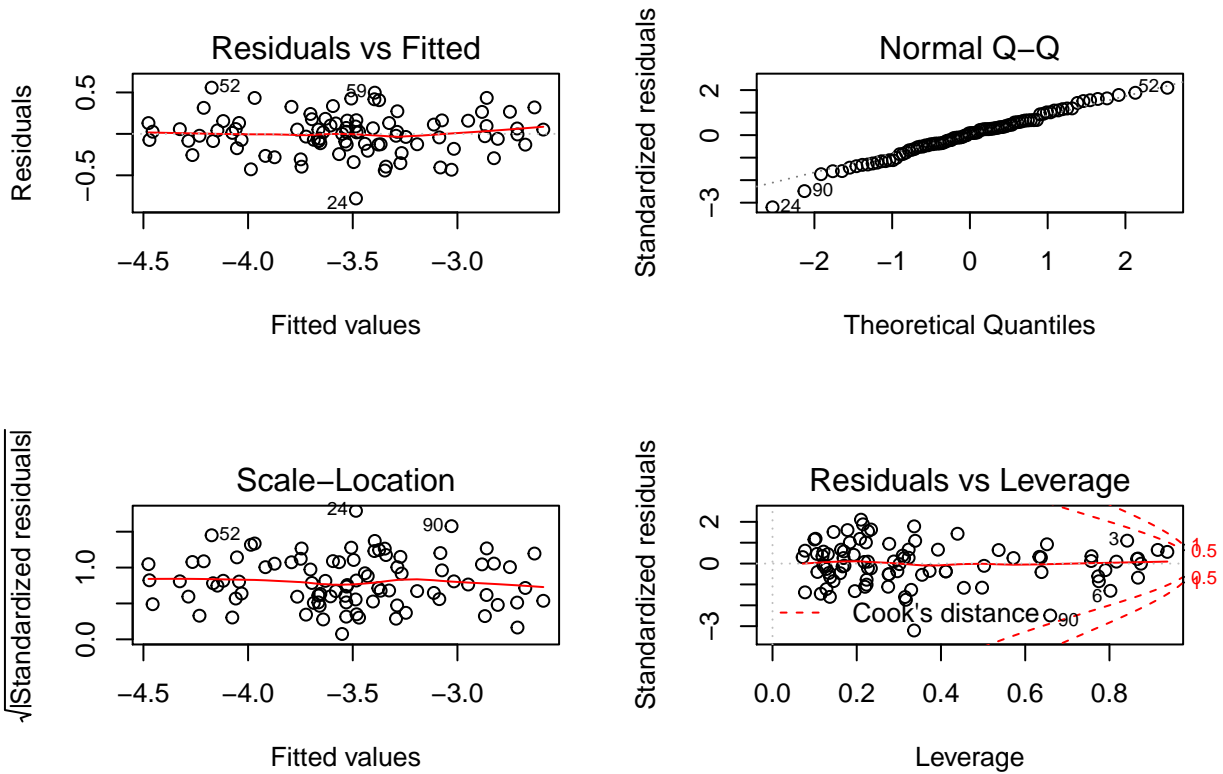 Residuals vs Fitted
Residuals
0.5
−0.5
52
59
24
−4.5 −4.0 −3.5 −3.0
Fitted values
Normal Q−Q
Standardized residuals
2
0
−3
52
90
24
−2 −1 0 1 2
Theoretical Quantiles
Scale−Location
√|Standardized residuals|
1.0
0.0
24
52
90
−4.5 −4.0 −3.5 −3.0
Fitted values
Residuals vs Leverage
Standardized residuals
2
0
−3
3
6
90
Cook's distance
1
0.5
0.5
1
0.0 0.2 0.4 0.6 0.8
Leverage